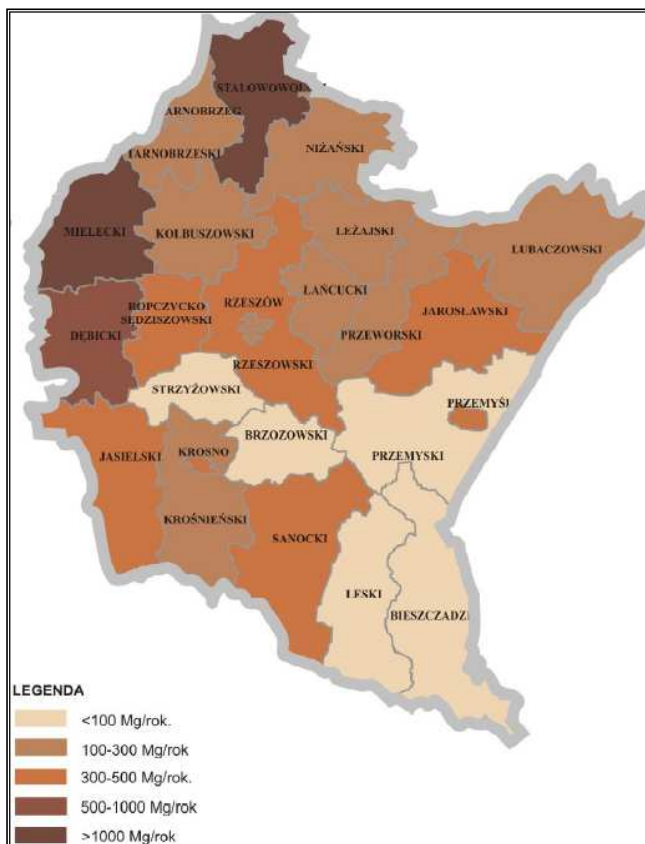 STALOWOWOL
ARNOBRZEG
TARNOBRZESKI
NIŻAŃSKI
MIELECKI
KOLBUSZOWSKI
LEŻAJSKI
LUBACZOWSKI
ŁAŃCUCKI
RZESZÓW
ROPCZYCKO
SĘDZISZOWSKI
JAROSŁAWSKI
DĘBICKI
PRZEWORSKI
RZESZOWSKI
STRZYŻOWSKI
PRZEMYŚL
BRZOZOWSKI
JASIELSKI
KROSNO
PRZEMYSKI
KROŚNIEŃSKI
SANOCKI
LESKI
BIESZCZADZ
LEGENDA
<100 Mg/rok.
100-300 Mg/rok
300-500 Mg/rok.
500-1000 Mg/rok
>1000 Mg/rok